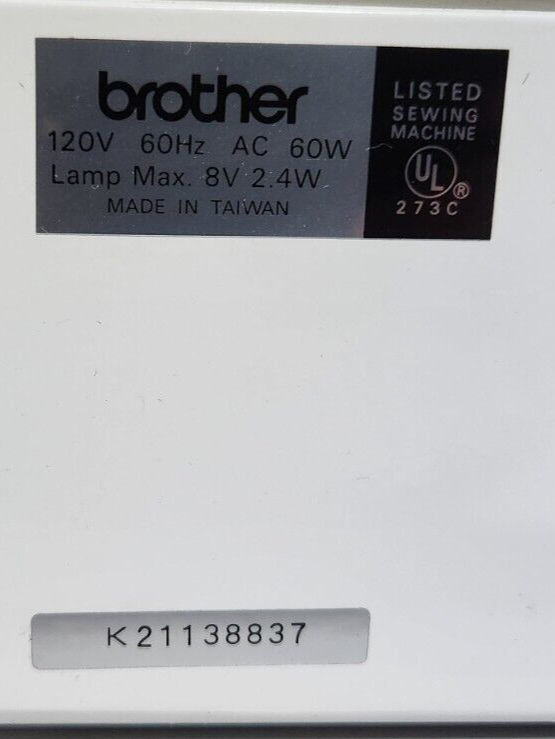 brother
120V 60Hz AC 60W
Lamp Max. 8V 2.4W
MADE IN TAIWAN
LISTED
SEWING
MACHINE
UL ®
273C
K21138837